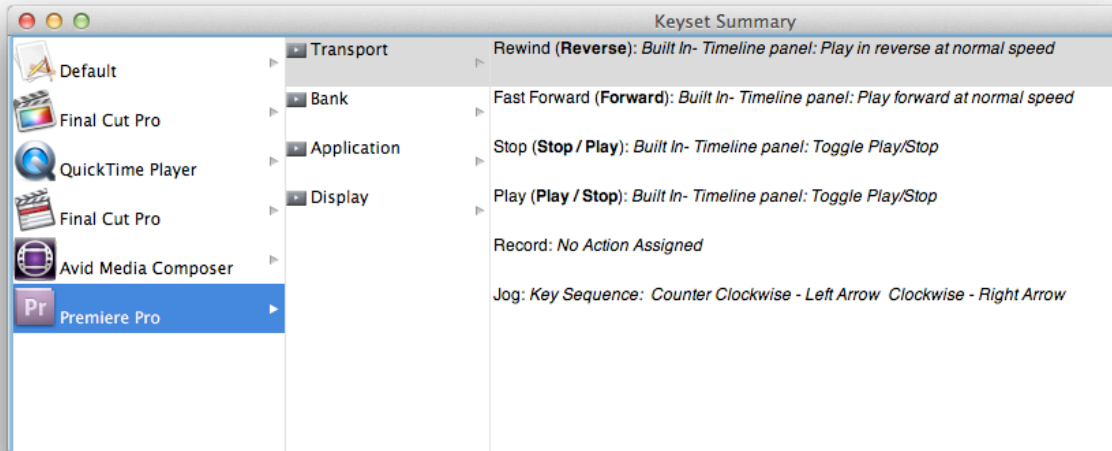 Keyset Summary
Default
Final Cut Pro
QuickTime Player
Final Cut Pro
Avid Media Composer
Pr
Premiere Pro
Transport
Bank
Application
Display
Rewind (Reverse): Built In- Timeline panel: Play in reverse at normal speed
Fast Forward (Forward): Built In- Timeline panel: Play forward at normal speed
Stop (Stop / Play): Built In- Timeline panel: Toggle Play/Stop
Play (Play / Stop): Built In- Timeline panel: Toggle Play/Stop
Record: No Action Assigned
Jog: Key Sequence:  Counter Clockwise - Left Arrow  Clockwise - Right Arrow